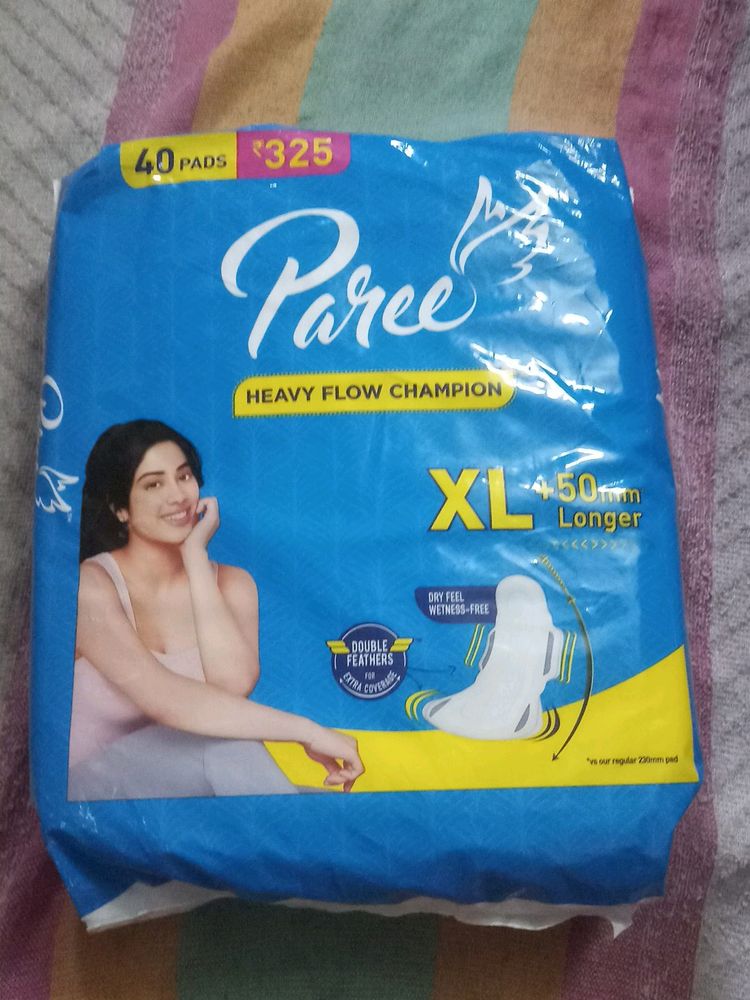 40 PADS ₹325
Paree
HEAVY FLOW CHAMPION
XL +50mm
Longer
DRY FEEL
WETNESS-FREE
DOUBLE
FEATHERS
FOR
EXTRA COVERAGE
*vs our regular 230mm pad